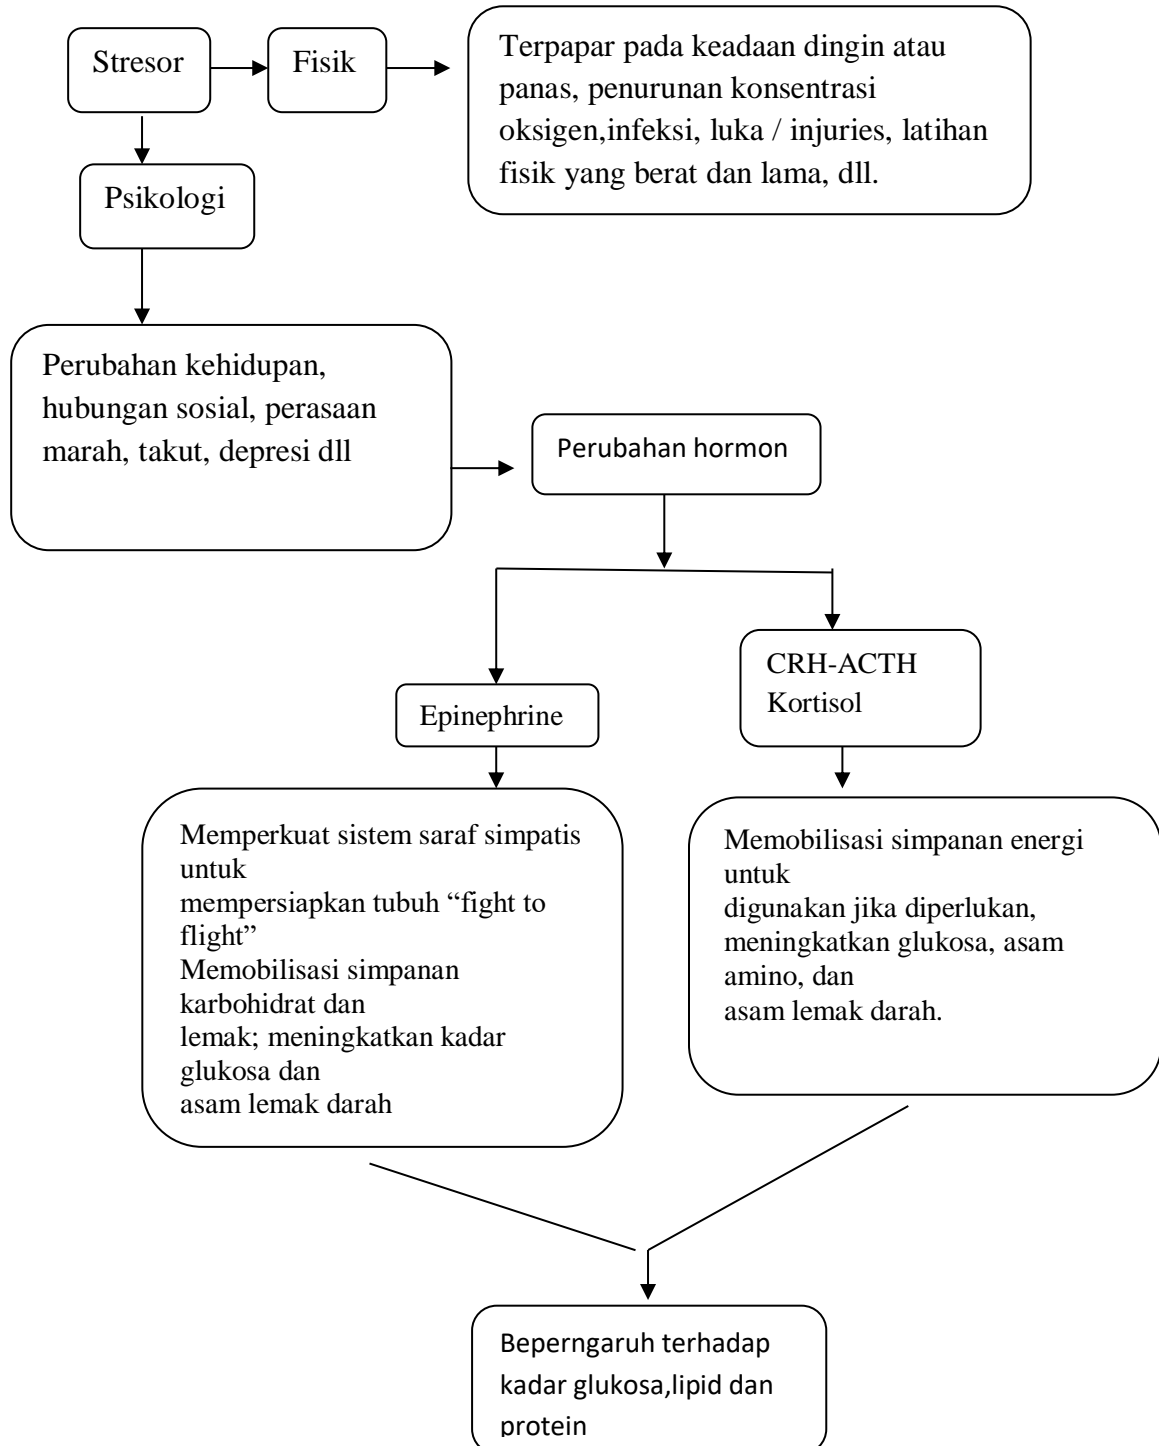 Stresor
Fisik
Terpapar pada keadaan dingin atau
panas, penurunan konsentrasi
oksigen,infeksi, luka / injuries, latihan
fisik yang berat dan lama, dll.
Psikologi
Perubahan kehidupan,
hubungan sosial, perasaan
marah, takut, depresi dll
Perubahan hormon
Epinephrine
CRH-ACTH
Kortisol
Memperkuat sistem saraf simpatis
untuk
mempersiapkan tubuh “fight to
flight”
Memobilisasi simpanan
karbohidrat dan
lemak; meningkatkan kadar
glukosa dan
asam lemak darah
Memobilisasi simpanan energi
untuk
digunakan jika diperlukan,
meningkatkan glukosa, asam
amino, dan
asam lemak darah.
Beperngaruh terhadap
kadar glukosa,lipid dan
protein